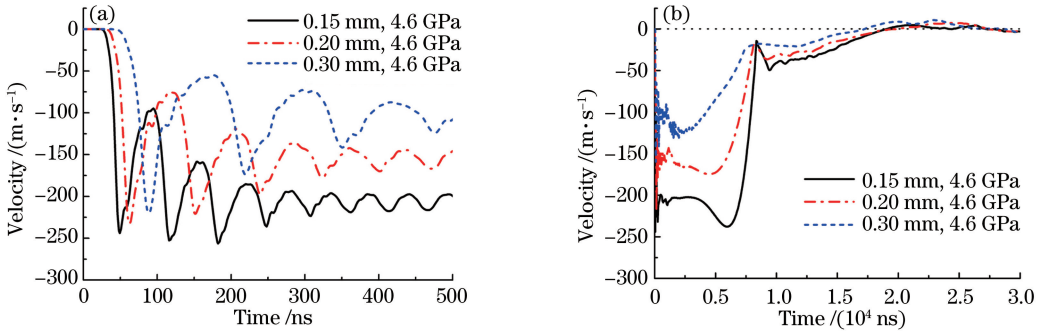 (a)
0.15 mm, 4.6 GPa
0.20 mm, 4.6 GPa
0.30 mm, 4.6 GPa
0
−50
−100
−150
−200
−250
−300
Velocity /(m·s⁻¹)
0 100 200 300 400 500
Time /ns
(b)
0
−50
−100
−150
−200
−250
−300
Velocity /(m·s⁻¹)
0.15 mm, 4.6 GPa
0.20 mm, 4.6 GPa
0.30 mm, 4.6 GPa
0 0.5 1.0 1.5 2.0 2.5 3.0
Time /(10⁴ ns)